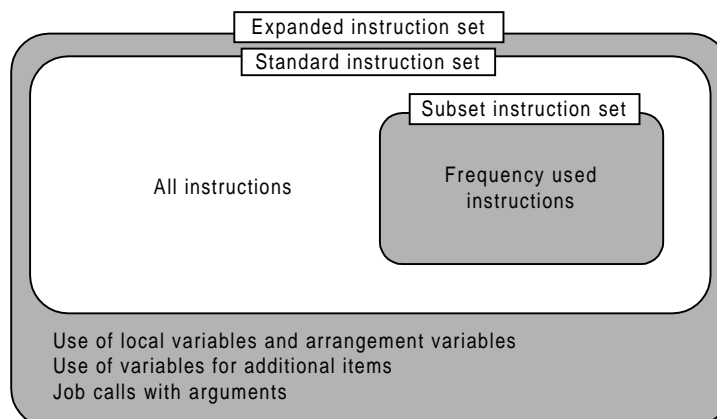 Expanded instruction set
Standard instruction set
Subset instruction set
All instructions
Frequency used
instructions
Use of local variables and arrangement variables
Use of variables for additional items
Job calls with arguments